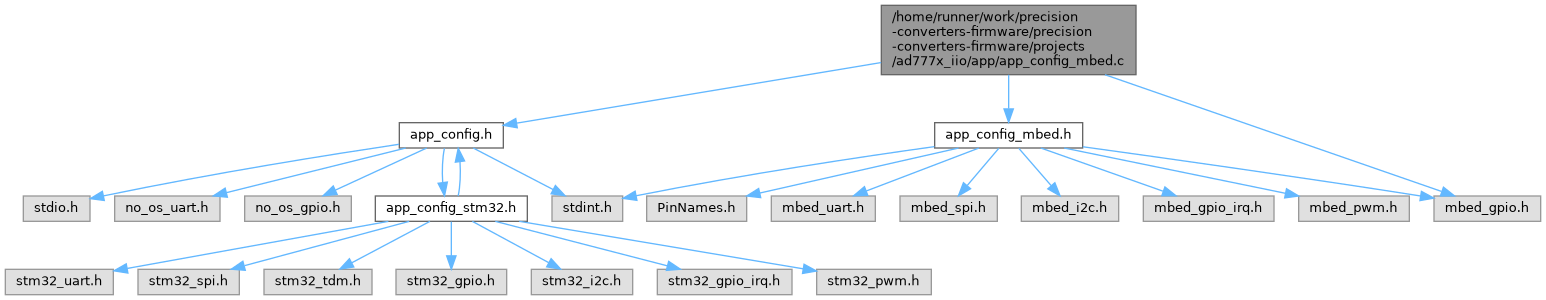 /home/runner/work/precision
-converters-firmware/precision
-converters-firmware/projects
/ad777x_iio/app/app_config_mbed.c
app_config.h
app_config_mbed.h
stdio.h
no_os_uart.h
no_os_gpio.h
app_config_stm32.h
stdint.h
PinNames.h
mbed_uart.h
mbed_spi.h
mbed_i2c.h
mbed_gpio_irq.h
mbed_pwm.h
mbed_gpio.h
stm32_uart.h
stm32_spi.h
stm32_tdm.h
stm32_gpio.h
stm32_i2c.h
stm32_gpio_irq.h
stm32_pwm.h